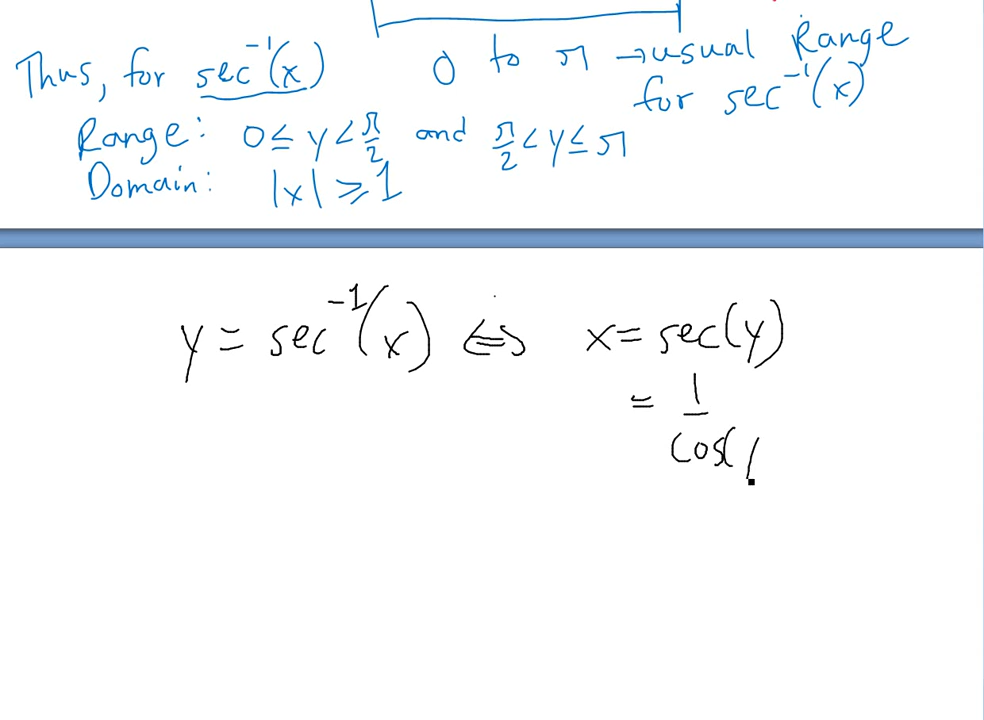 Thus, for sec⁻¹(x) 0 to π → usual Range
for sec⁻¹(x)
Range: 0 ≤ y < π/2 and π/2 < y ≤ π
Domain: |x| ≥ 1
y = sec⁻¹(x) ⇔ x = sec(y)
= 1
cos(